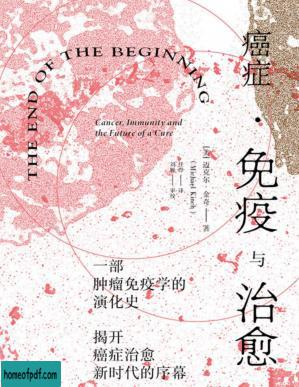 THE END OF THE BEGINNING
Cancer, Immunity and
the Future of a Cure
癌症·免疫与治愈
[美]迈克尔·金奇——著
(Michael Kinch)
一部
肿瘤免疫学的
演化史
揭开
癌症治愈
新时代的序幕
homeofpdf.com